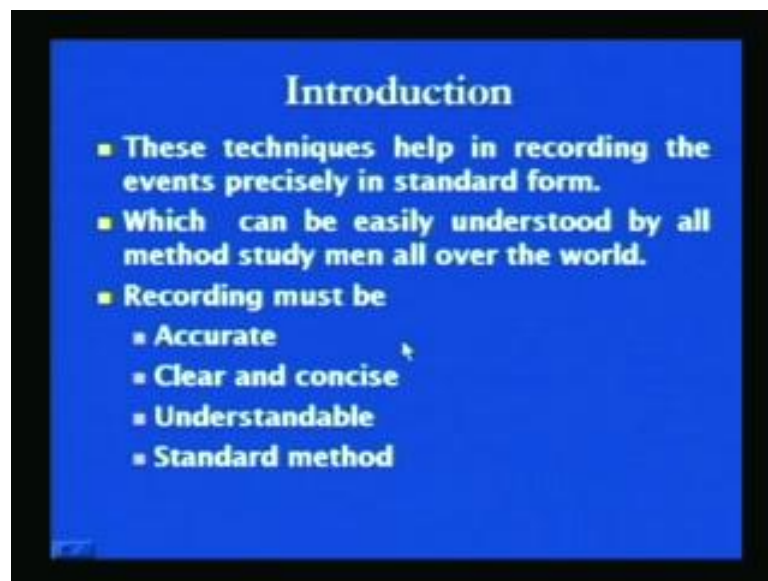 Introduction
These techniques help in recording the
events precisely in standard form.
Which can be easily understood by all
method study men all over the world.
Recording must be
Accurate
Clear and concise
Understandable
Standard method